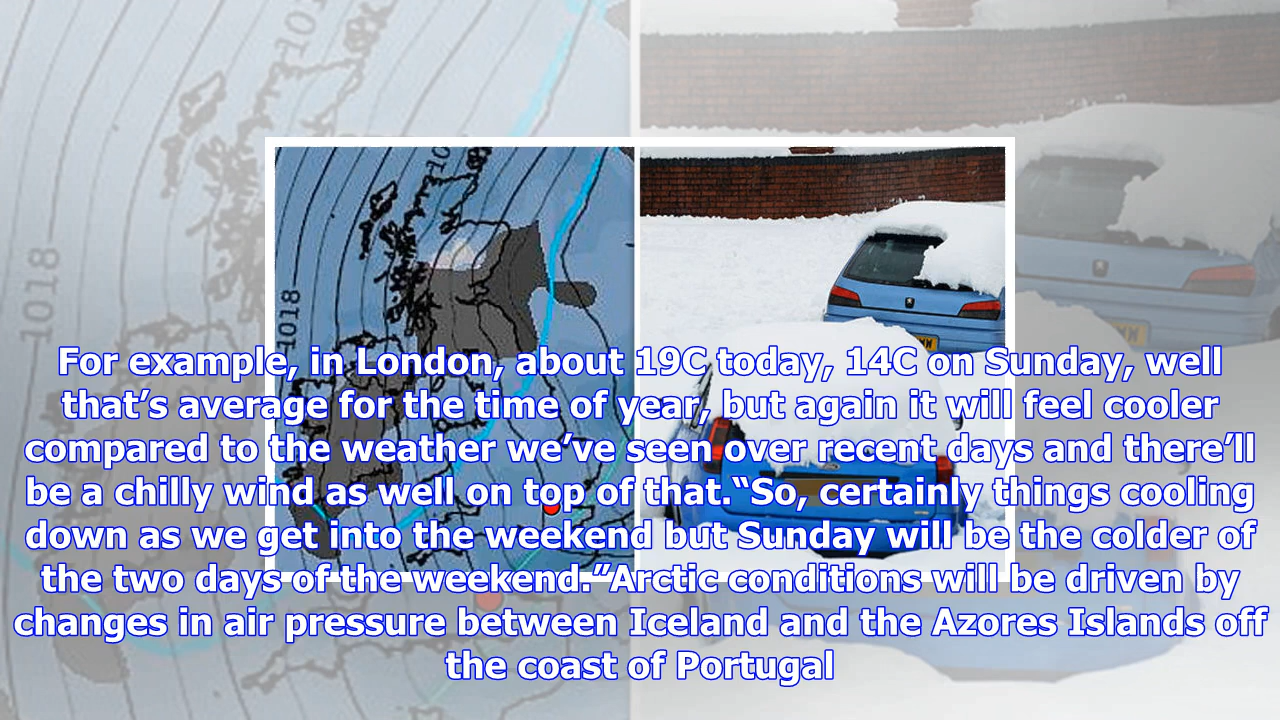 1018
101
10
1018
For example, in London, about 19C today, 14C on Sunday, well
that’s average for the time of year, but again it will feel cooler
compared to the weather we’ve seen over recent days and there’ll
be a chilly wind as well on top of that.“So, certainly things cooling
down as we get into the weekend but Sunday will be the colder of
the two days of the weekend.”Arctic conditions will be driven by
changes in air pressure between Iceland and the Azores Islands off
the coast of Portugal